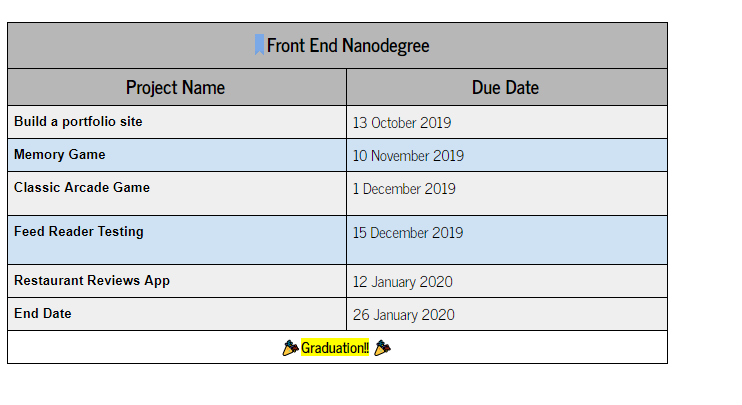 Front End Nanodegree
Project Name Due Date
Build a portfolio site 13 October 2019
Memory Game 10 November 2019
Classic Arcade Game 1 December 2019
Feed Reader Testing 15 December 2019
Restaurant Reviews App 12 January 2020
End Date 26 January 2020
Graduation!!